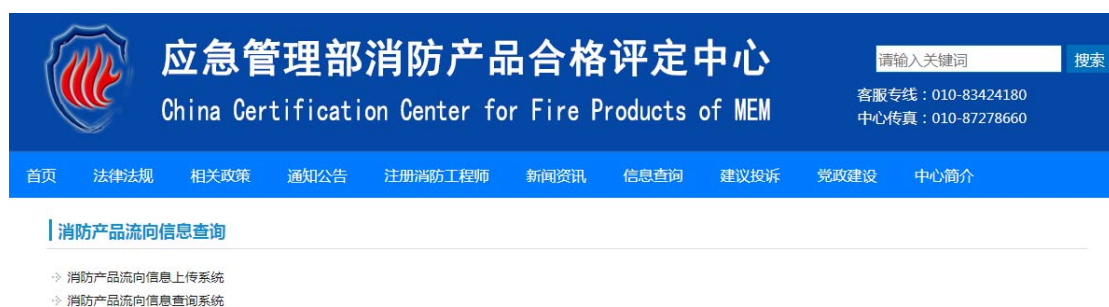 应急管理部消防产品合格评定中心
China Certification Center for Fire Products of MEM
请输入关键词
搜索
客服专线：010-83424180
中心传真：010-87278660
首页 法律法规 相关政策 通知公告 注册消防工程师 新闻资讯 信息查询 建议投诉 党政建设 中心简介
消防产品流向信息查询
消防产品流向信息上传系统
消防产品流向信息查询系统